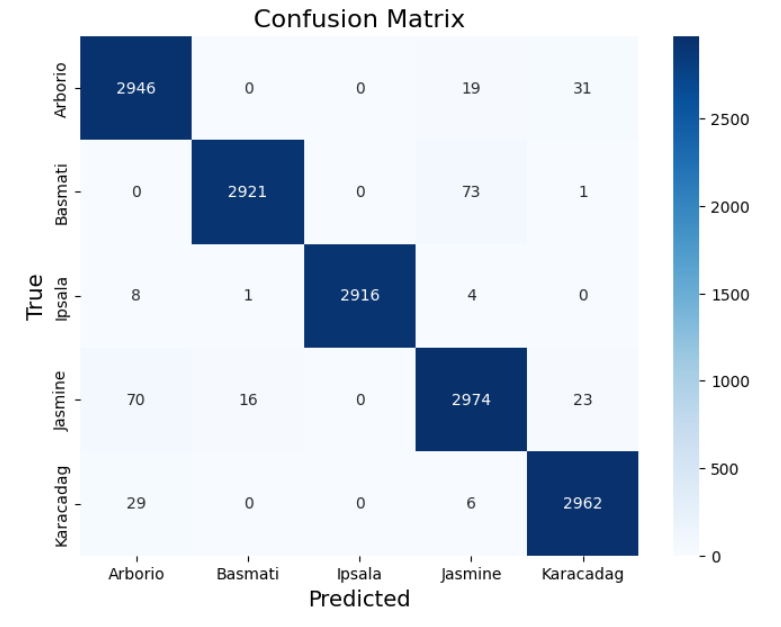 Confusion Matrix
True
Arborio 2946 0 0 19 31
Basmati 0 2921 0 73 1
Ipsala 8 1 2916 4 0
Jasmine 70 16 0 2974 23
Karacadag 29 0 0 6 2962
Arborio Basmati Ipsala Jasmine Karacadag
Predicted
2500
2000
1500
1000
500
0